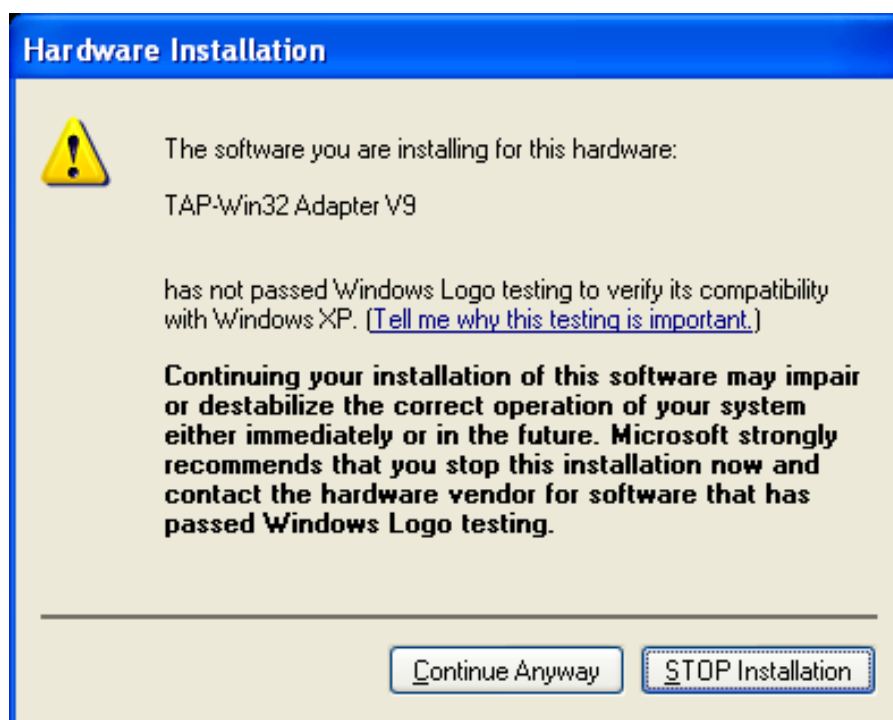 Hardware Installation
The software you are installing for this hardware:
TAP-Win32 Adapter V9
has not passed Windows Logo testing to verify its compatibility
with Windows XP. (Tell me why this testing is important.)
Continuing your installation of this software may impair
or destabilize the correct operation of your system
either immediately or in the future. Microsoft strongly
recommends that you stop this installation now and
contact the hardware vendor for software that has
passed Windows Logo testing.
Continue Anyway STOP Installation